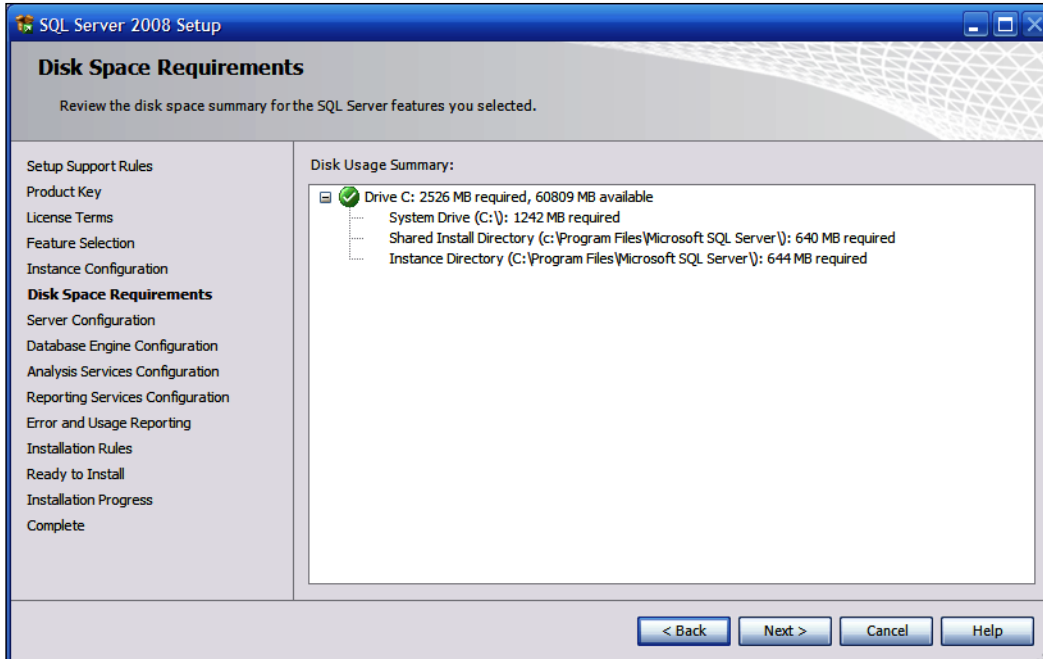 SQL Server 2008 Setup
Disk Space Requirements
Review the disk space summary for the SQL Server features you selected.
Setup Support Rules
Product Key
License Terms
Feature Selection
Instance Configuration
Disk Space Requirements
Server Configuration
Database Engine Configuration
Analysis Services Configuration
Reporting Services Configuration
Error and Usage Reporting
Installation Rules
Ready to Install
Installation Progress
Complete
Disk Usage Summary:
Drive C: 2526 MB required, 60809 MB available
System Drive (C:\): 1242 MB required
Shared Install Directory (c:\Program Files\Microsoft SQL Server\): 640 MB required
Instance Directory (C:\Program Files\Microsoft SQL Server\): 644 MB required
< Back
Next >
Cancel
Help